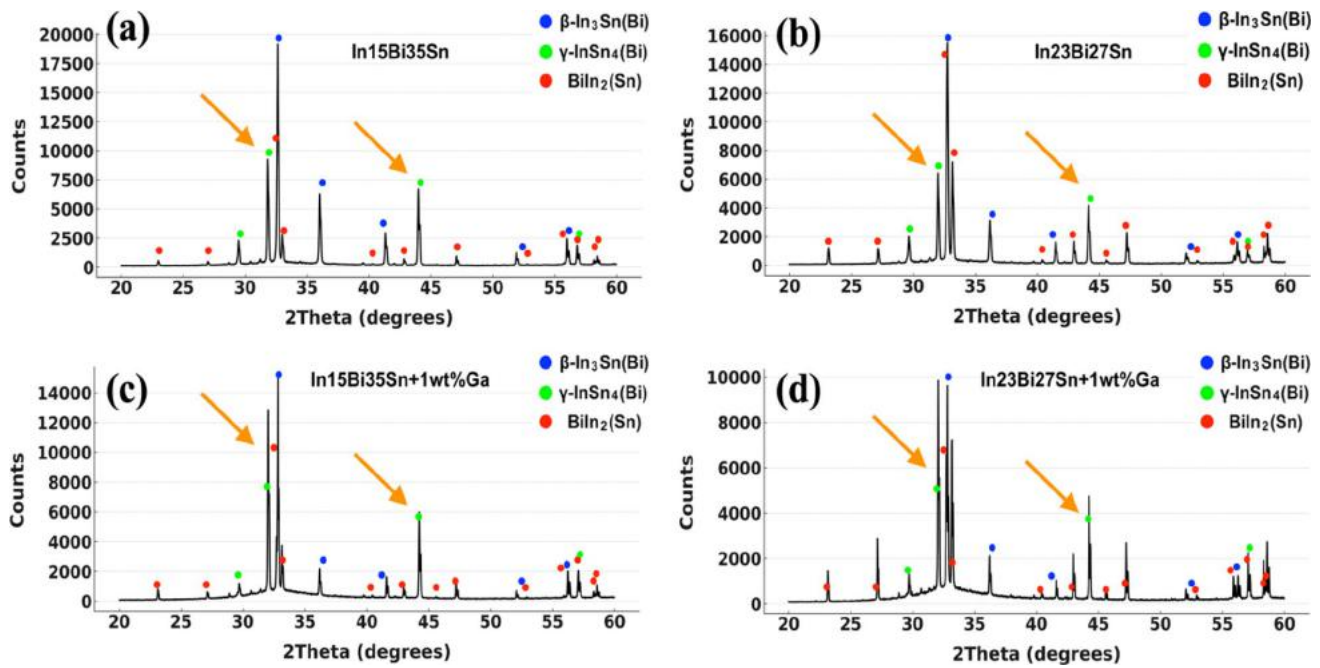 (a)
In15Bi35Sn
β-In₃Sn(Bi)
γ-InSn₄(Bi)
BiIn₂(Sn)
20000
17500
15000
12500
10000
7500
5000
2500
0
Counts
20 25 30 35 40 45 50 55 60
2Theta (degrees)
(b)
In23Bi27Sn
β-In₃Sn(Bi)
γ-InSn₄(Bi)
BiIn₂(Sn)
16000
14000
12000
10000
8000
6000
4000
2000
0
Counts
20 25 30 35 40 45 50 55 60
2Theta (degrees)
(c)
In15Bi35Sn+1wt%Ga
β-In₃Sn(Bi)
γ-InSn₄(Bi)
BiIn₂(Sn)
14000
12000
10000
8000
6000
4000
2000
0
Counts
20 25 30 35 40 45 50 55 60
2Theta (degrees)
(d)
In23Bi27Sn+1wt%Ga
β-In₃Sn(Bi)
γ-InSn₄(Bi)
BiIn₂(Sn)
10000
8000
6000
4000
2000
0
Counts
20 25 30 35 40 45 50 55 60
2Theta (degrees)